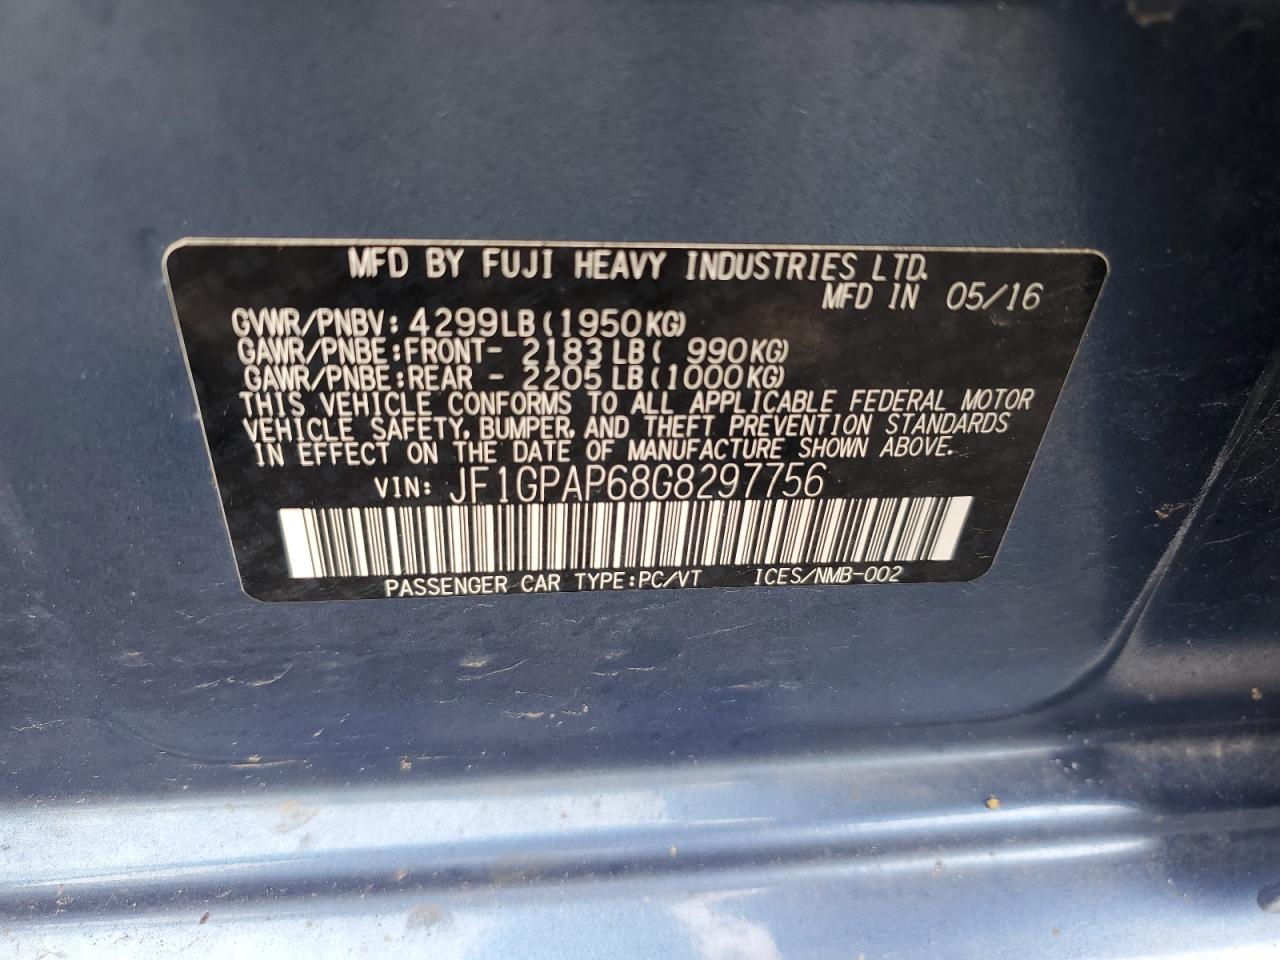 MFD BY FUJI HEAVY INDUSTRIES LTD.
MFD IN 05/16
GVWR/PNBV: 4299LB(1950KG)
GAWR/PNBE:FRONT- 2183LB( 990KG)
GAWR/PNBE:REAR - 2205LB(1000KG)
THIS VEHICLE CONFORMS TO ALL APPLICABLE FEDERAL MOTOR
VEHICLE SAFETY, BUMPER, AND THEFT PREVENTION STANDARDS
IN EFFECT ON THE DATE OF MANUFACTURE SHOWN ABOVE.
VIN: JF1GPAP68G8297756
PASSENGER CAR TYPE:PC/VT ICES/NMB-002